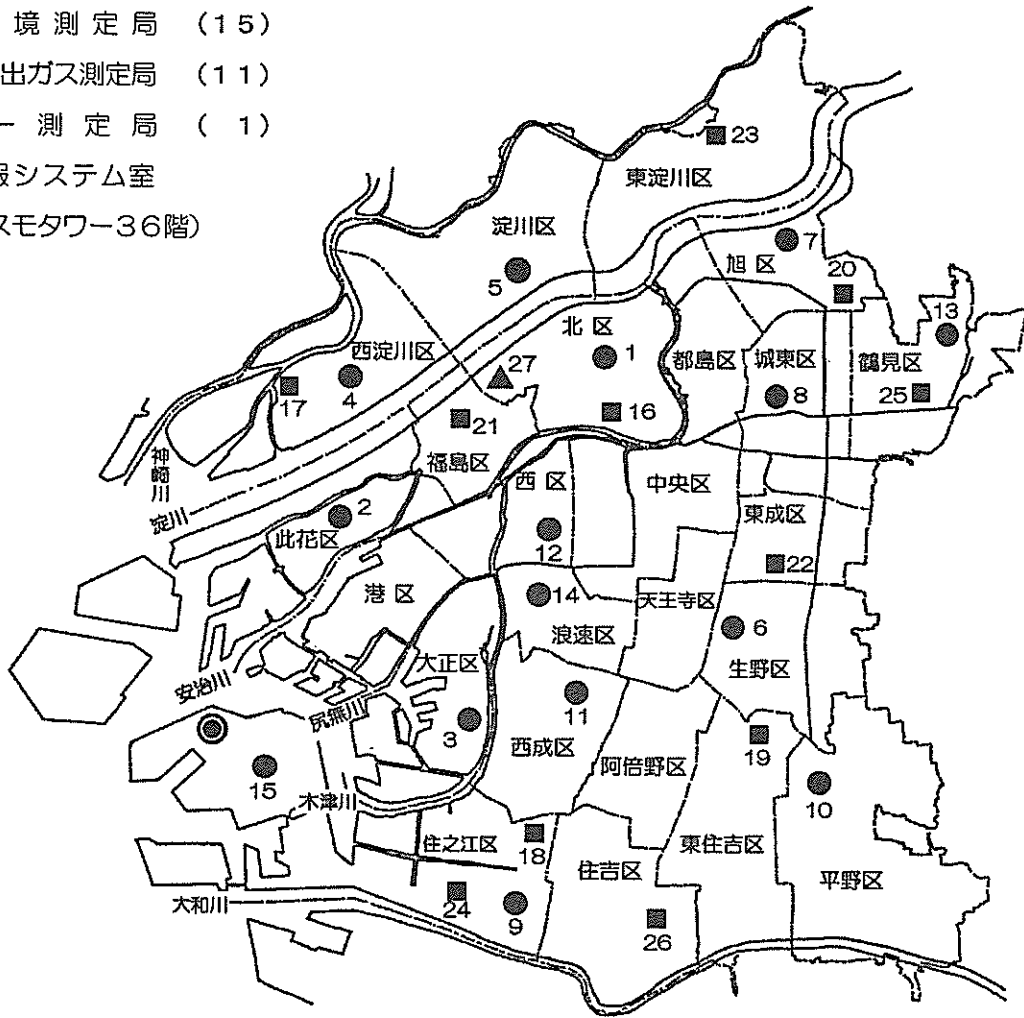 境測定局 (15)
出ガス測定局 (11)
ー測定局 (1)
報システム室
スモタワー36階)
23
東淀川区
淀川区
7
旭区
20
5
13
北区
西淀川区
27
1
都島区
城東区
鶴見区
17
4
21
16
8
25
神崎川
福島区
西区
中央区
淀川
2
東成区
此花区
12
22
港区
14
天王寺区
浪速区
6
大正区
生野区
安治川
尻無川
3
11
西成区
19
15
阿倍野区
10
木津川
住之江区
18
東住吉区
住吉区
平野区
大和川
24
9
26